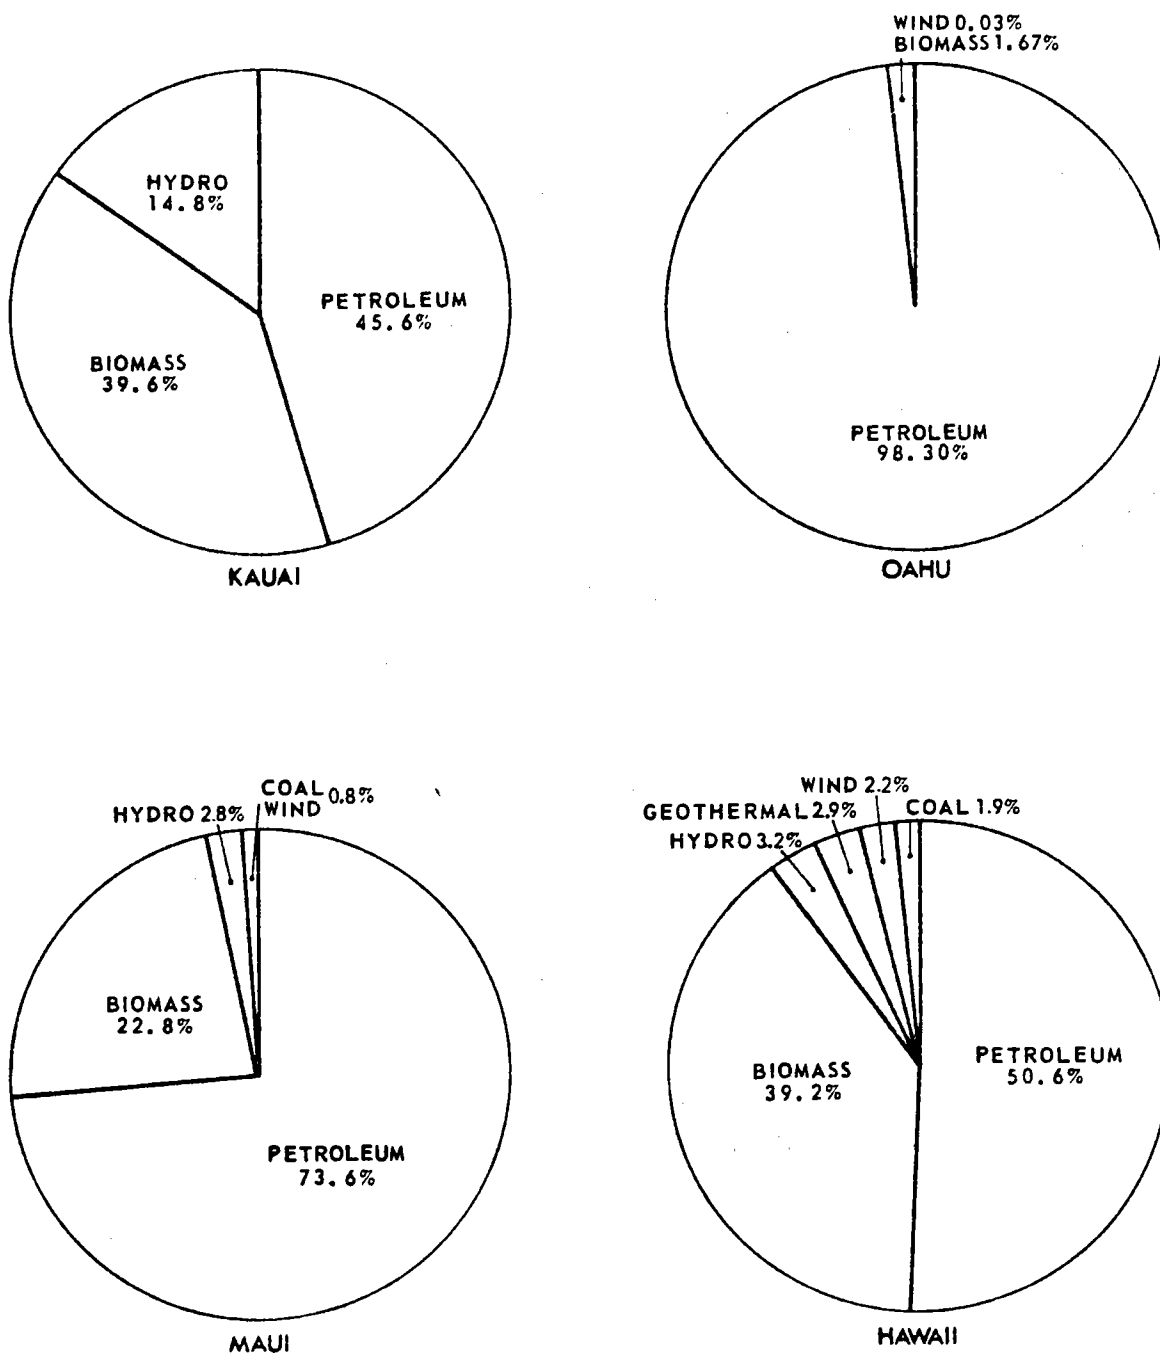 HYDRO
14.8%
PETROLEUM
45.6%
BIOMASS
39.6%
KAUAI
WIND 0.03%
BIOMASS 1.67%
PETROLEUM
98.30%
OAHU
COAL 0.8%
WIND
HYDRO 2.8%
BIOMASS
22.8%
PETROLEUM
73.6%
MAUI
WIND 2.2%
GEOTHERMAL 2.9%
COAL 1.9%
HYDRO 3.2%
PETROLEUM
50.6%
BIOMASS
39.2%
HAWAII